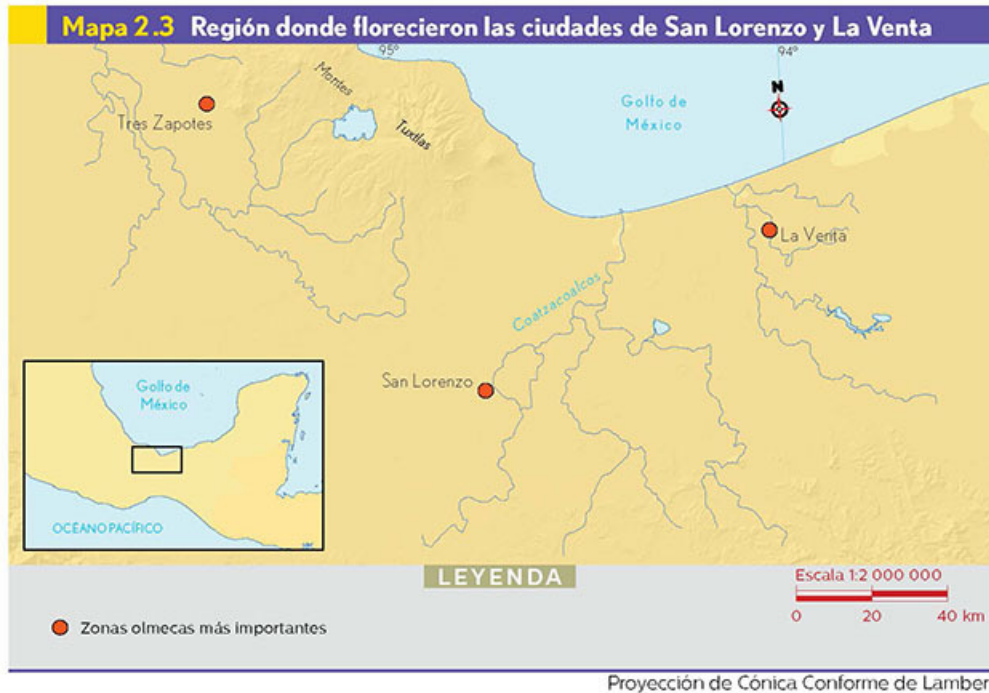 Mapa 2.3 Región donde florecieron las ciudades de San Lorenzo y La Venta
95°
94°
Montes
N
Golfo de
México
Tres Zapotes
Tuxtlas
La Venta
Coatzacoalcos
San Lorenzo
Golfo de
México
OCÉANO PACÍFICO
LEYENDA
Escala 1:2 000 000
0 20 40 km
Zonas olmecas más importantes
Proyección de Cónica Conforme de Lamber